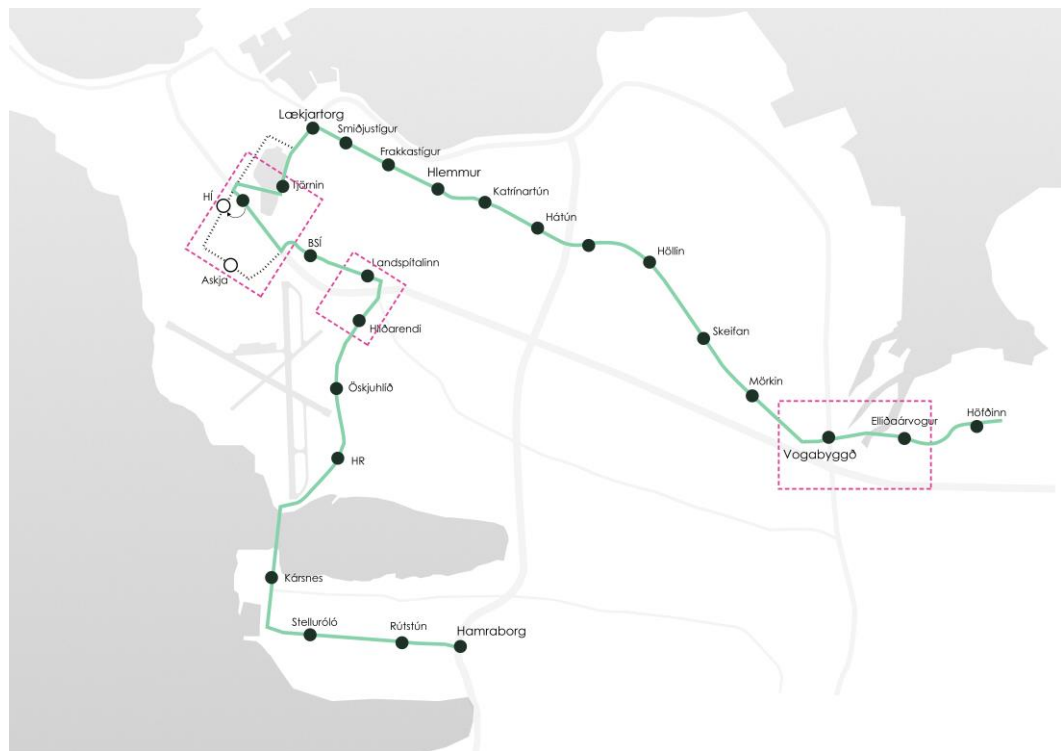 Lækjartorg
Smiðjustígur
Frakkastígur
Hlemmur
Tjörnin
Katrínartún
HÍ
Hátún
BSÍ
Höllin
Landspítalinn
Askja
Hlíðarendi
Skeifan
Öskjuhlíð
Mörkin
Elliðaárvogur
Höfðinn
Vogabyggð
HR
Kársnes
Stelluróló
Rútstún
Hamraborg